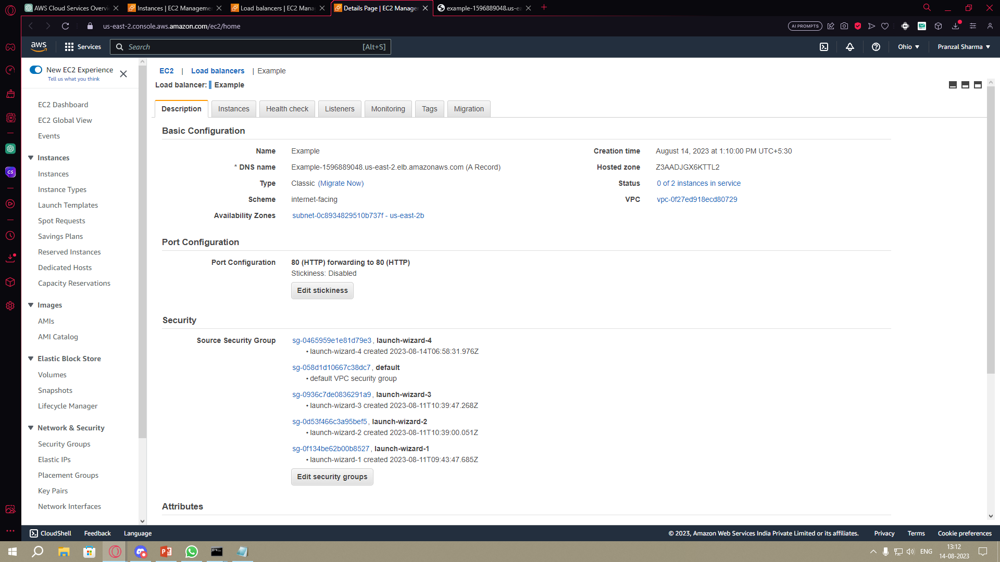 AWS Cloud Services Overvi
Instances | EC2 Manageme
Load balancers | EC2 Mana
Details Page | EC2 Manage
example-1596889048.us-ea
us-east-2.console.aws.amazon.com/ec2/home
AI PROMPTS
aws
Services
Search
[Alt+S]
Ohio
Pranzal Sharma
New EC2 Experience
Tell us what you think
EC2 Dashboard
EC2 Global View
Events
Instances
Instances
Instance Types
Launch Templates
Spot Requests
Savings Plans
Reserved Instances
Dedicated Hosts
Capacity Reservations
Images
AMIs
AMI Catalog
Elastic Block Store
Volumes
Snapshots
Lifecycle Manager
Network & Security
Security Groups
Elastic IPs
Placement Groups
Key Pairs
Network Interfaces
EC2 | Load balancers | Example
Load balancer: Example
Description
Instances
Health check
Listeners
Monitoring
Tags
Migration
Basic Configuration
Name Example
* DNS name Example-1596889048.us-east-2.elb.amazonaws.com (A Record)
Type Classic (Migrate Now)
Scheme internet-facing
Availability Zones subnet-0c8934829510b737f - us-east-2b
Creation time August 14, 2023 at 1:10:00 PM UTC+5:30
Hosted zone Z3AADJGX6KTTL2
Status 0 of 2 instances in service
VPC vpc-0f27ed918ecd80729
Port Configuration
Port Configuration 80 (HTTP) forwarding to 80 (HTTP)
Stickiness: Disabled
Edit stickiness
Security
Source Security Group sg-0465959e1e81d79e3, launch-wizard-4
• launch-wizard-4 created 2023-08-14T06:58:31.976Z
sg-058d1d10667c38dc7, default
• default VPC security group
sg-0936c7de0836291a9, launch-wizard-3
• launch-wizard-3 created 2023-08-11T10:39:47.268Z
sg-0d53f466c3a95bef5, launch-wizard-2
• launch-wizard-2 created 2023-08-11T10:39:00.051Z
sg-0f134be62b00b8527, launch-wizard-1
• launch-wizard-1 created 2023-08-11T09:43:47.685Z
Edit security groups
Attributes
CloudShell
Feedback
Language
© 2023, Amazon Web Services India Private Limited or its affiliates.
Privacy
Terms
Cookie preferences
CS
ENG
13:12
14-08-2023